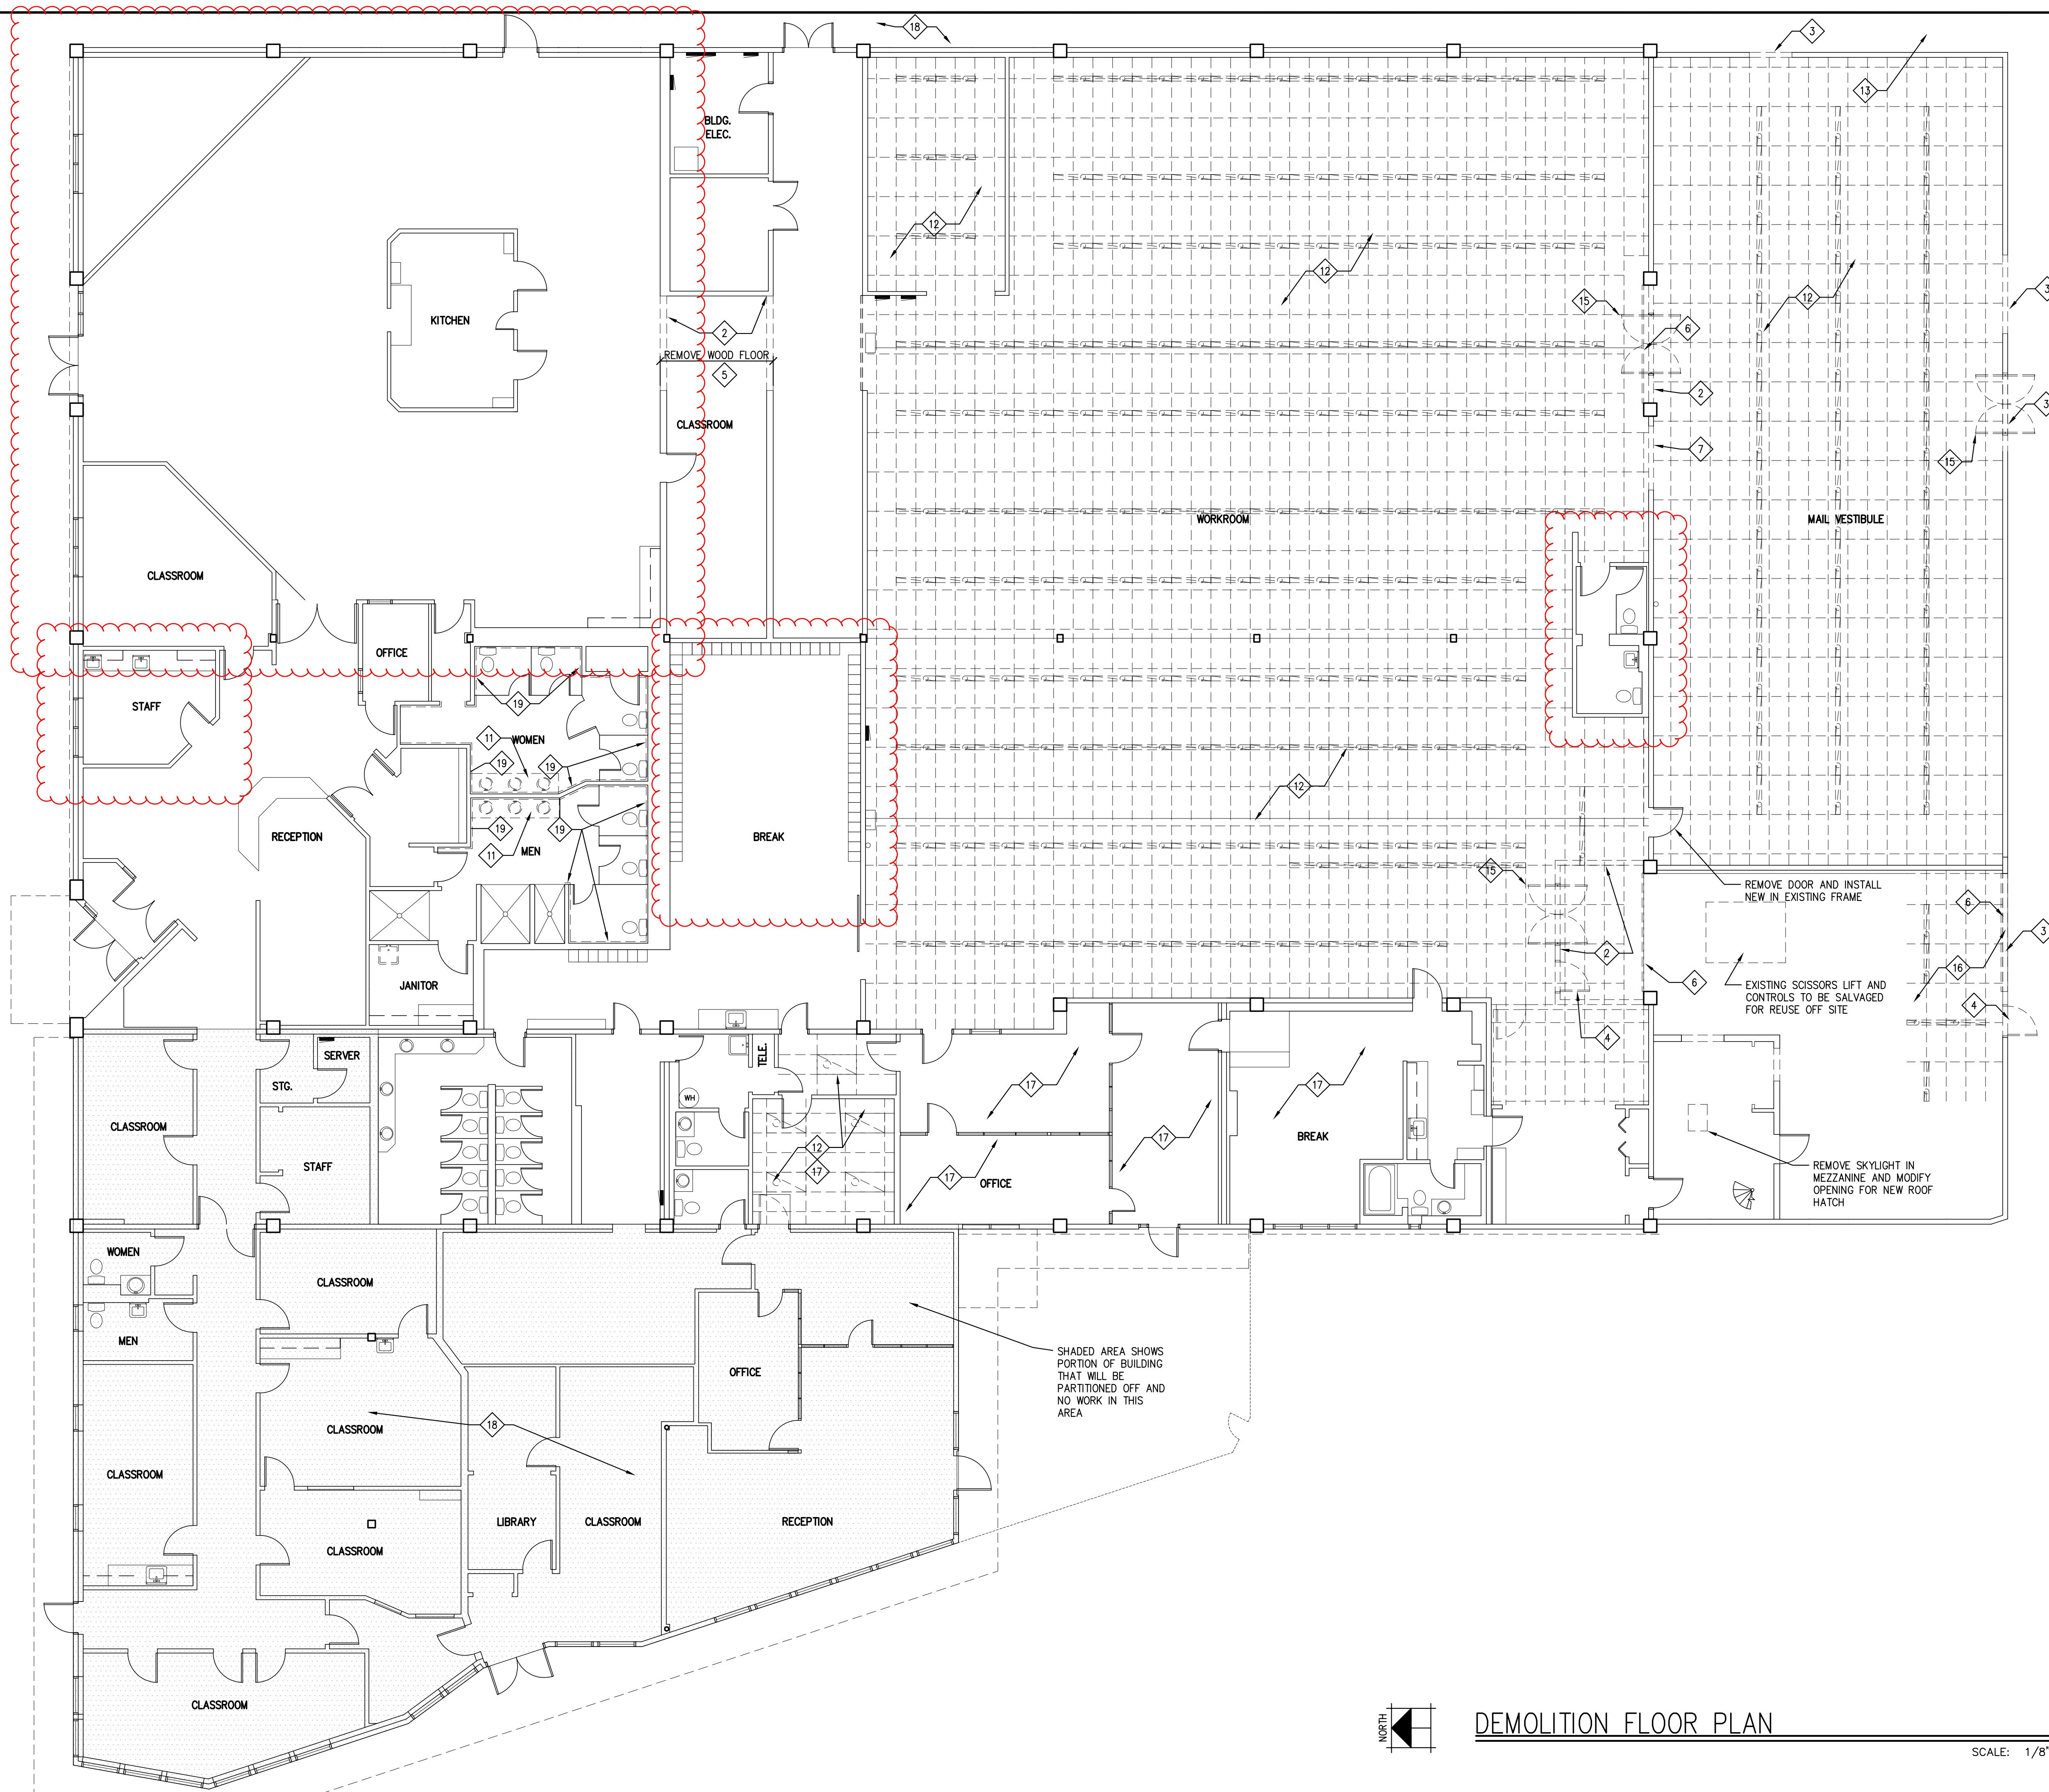 18
3
13
BLDG.
ELEC.
12
12
3
12
15
6
KITCHEN
2
REMOVE WOOD FLOOR
5
3
2
CLASSROOM
7
15
WORKROOM
MAIL VESTIBULE
CLASSROOM
OFFICE
STAFF
19
11
WOMEN
19
19
12
19
19
RECEPTION
BREAK
MEN
11
15
REMOVE DOOR AND INSTALL
NEW IN EXISTING FRAME
6
3
2
16
JANITOR
6
EXISTING SCISSORS LIFT AND
CONTROLS TO BE SALVAGED
FOR REUSE OFF SITE
4
4
SERVER
TELE.
STG.
17
17
WH
CLASSROOM
12
17
17
BREAK
STAFF
17
OFFICE
REMOVE SKYLIGHT IN
MEZZANINE AND MODIFY
OPENING FOR NEW ROOF
HATCH
WOMEN
CLASSROOM
MEN
OFFICE
SHADED AREA SHOWS
PORTION OF BUILDING
THAT WILL BE
PARTITIONED OFF AND
NO WORK IN THIS
AREA
18
CLASSROOM
CLASSROOM
LIBRARY
CLASSROOM
RECEPTION
CLASSROOM
CLASSROOM
NORTH
DEMOLITION FLOOR PLAN
SCALE: 1/8"